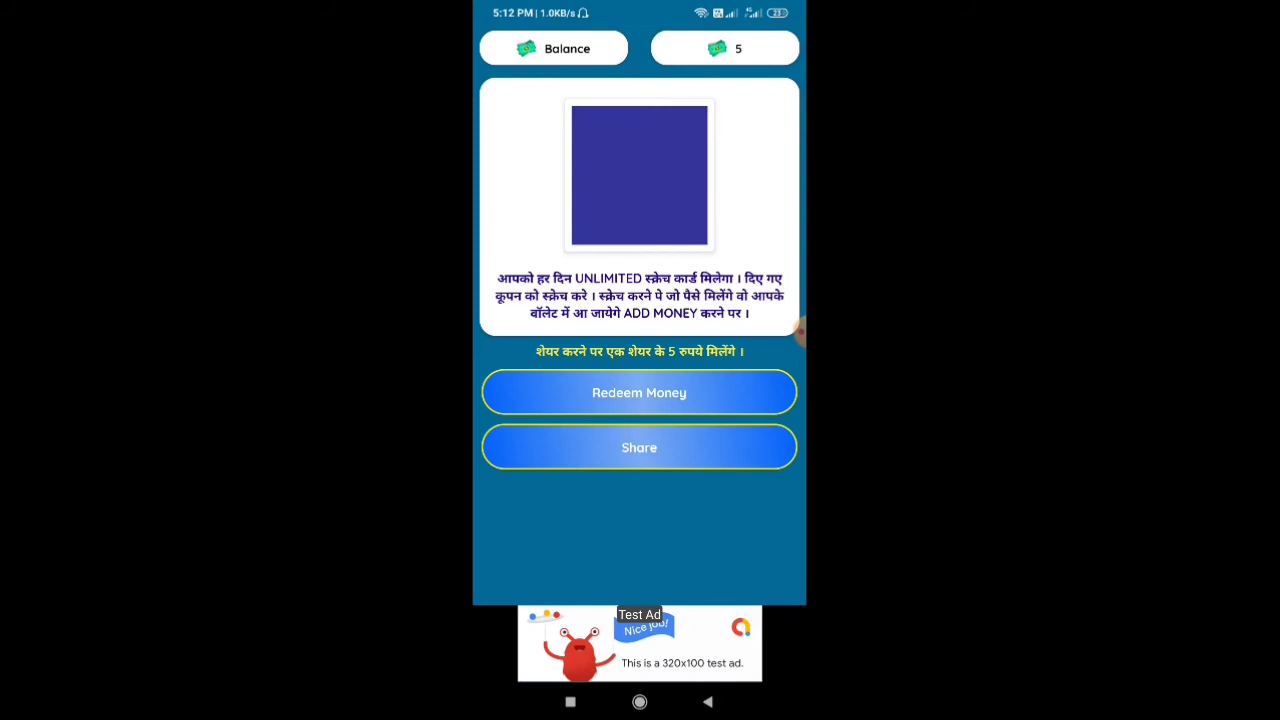 5:12 PM | 1.0KB/s
4G
23
Balance
5
आपको हर दिन UNLIMITED स्क्रेच कार्ड मिलेगा । दिए गए
कूपन को स्क्रेच करे । स्क्रेच करने पे जो पैसे मिलेंगे वो आपके
वॉलेट में आ जायेगे ADD MONEY करने पर ।
शेयर करने पर एक शेयर के 5 रुपये मिलेंगे ।
Redeem Money
Share
Test Ad
Nice job!
This is a 320x100 test ad.